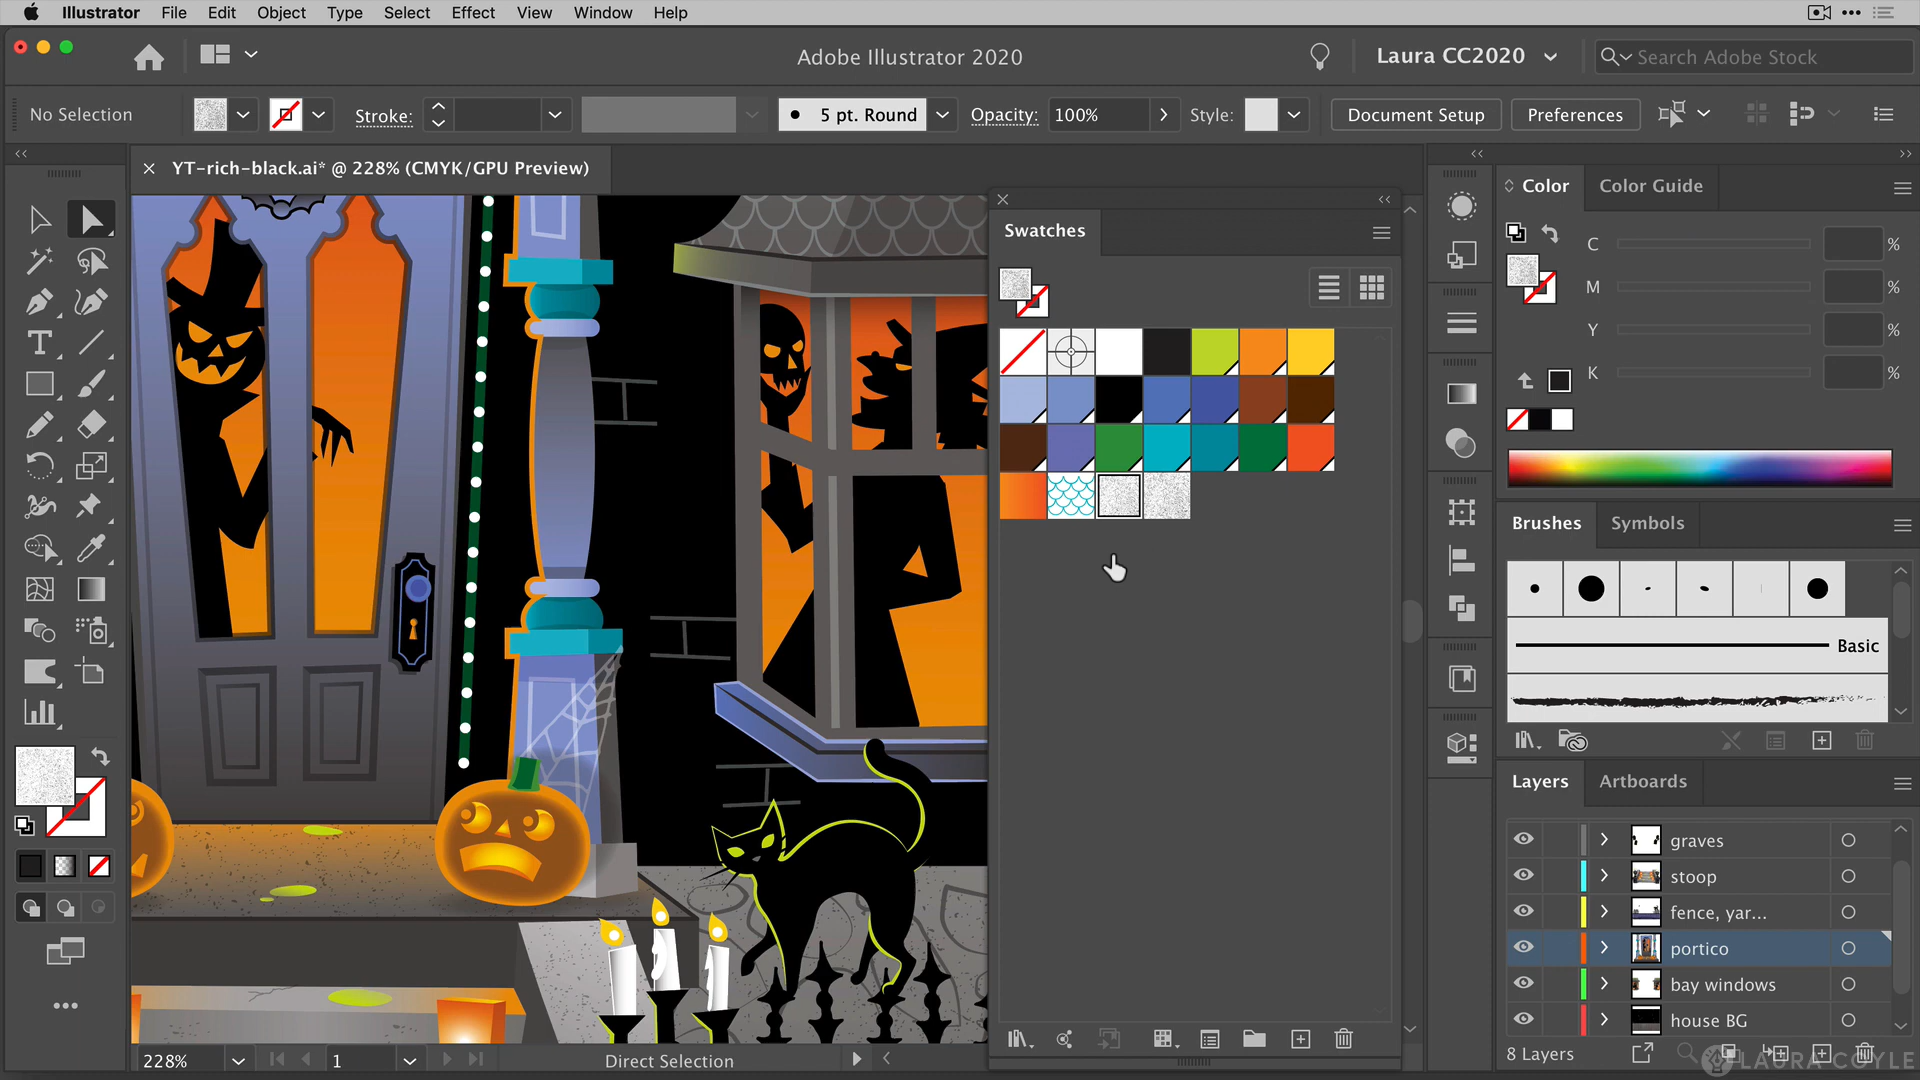 Illustrator File Edit Object Type Select Effect View Window Help
Adobe Illustrator 2020
Laura CC2020
Search Adobe Stock
No Selection
Stroke:
5 pt. Round
Opacity: 100%
Style:
Document Setup
Preferences
YT-rich-black.ai* @ 228% (CMYK/GPU Preview)
Swatches
Color
Color Guide
C %
M %
Y %
K %
Brushes
Symbols
Basic
Layers
Artboards
graves
stoop
fence, yar...
portico
bay windows
house BG
8 Layers
228%
1
Direct Selection
LAURA COYLE